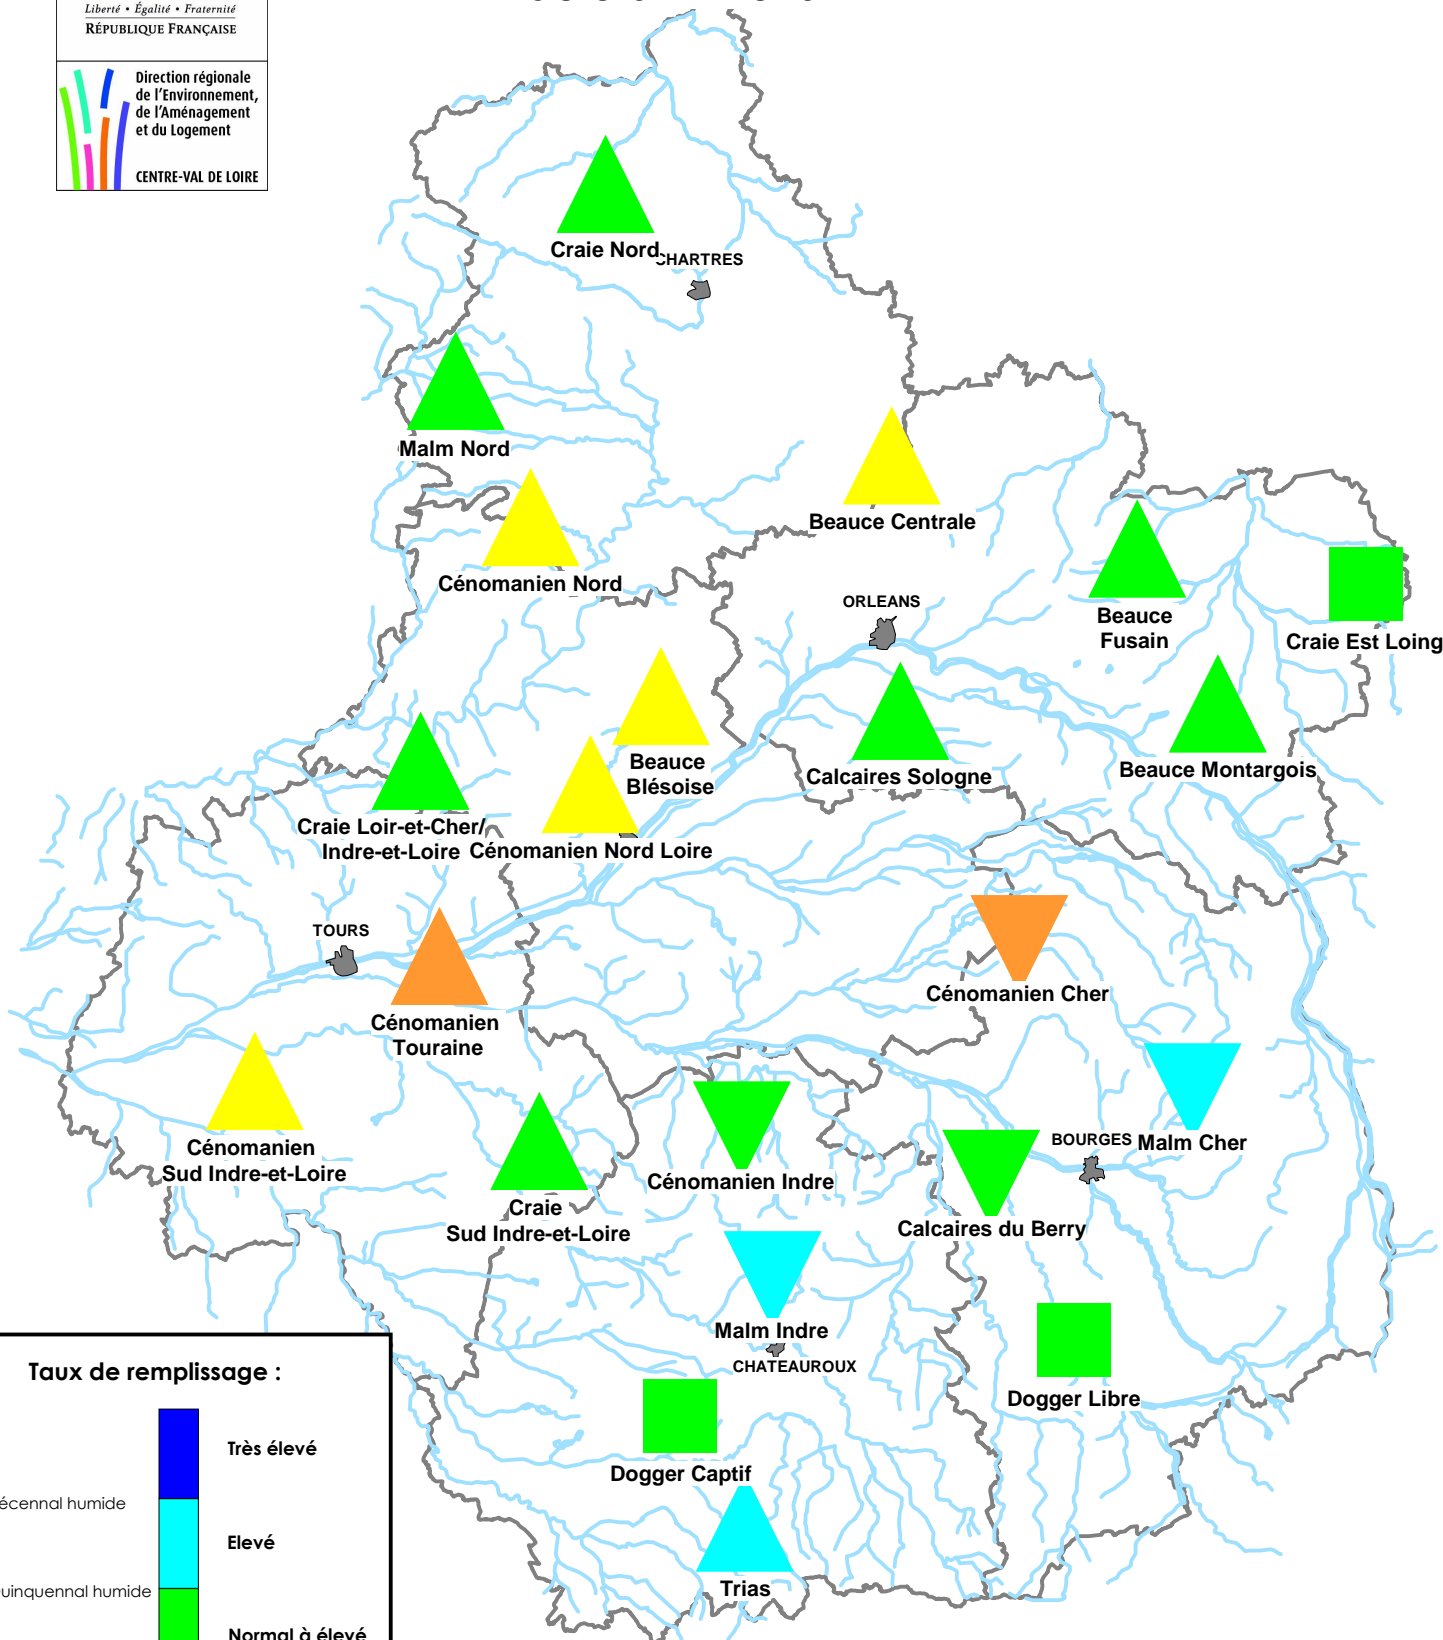 Liberté • Égalité • Fraternité
RÉPUBLIQUE FRANÇAISE
Direction régionale
de l'Environnement,
de l'Aménagement
et du Logement
CENTRE-VAL DE LOIRE
Craie Nord
CHARTRES
Malm Nord
Beauce Centrale
Cénomanien Nord
ORLEANS
Beauce
Fusain
Craie Est Loing
Beauce
Blésoise
Calcaires Sologne
Beauce Montargois
Craie Loir-et-Cher/
Indre-et-Loire
Cénomanien Nord Loire
TOURS
Cénomanien Cher
Cénomanien
Touraine
Cénomanien
Sud Indre-et-Loire
BOURGES
Malm Cher
Cénomanien Indre
Craie
Sud Indre-et-Loire
Calcaires du Berry
Malm Indre
CHATEAUROUX
Dogger Libre
Dogger Captif
Trias
Taux de remplissage :
Très élevé
écennal humide
Elevé
uinquennal humide
Normal à élevé